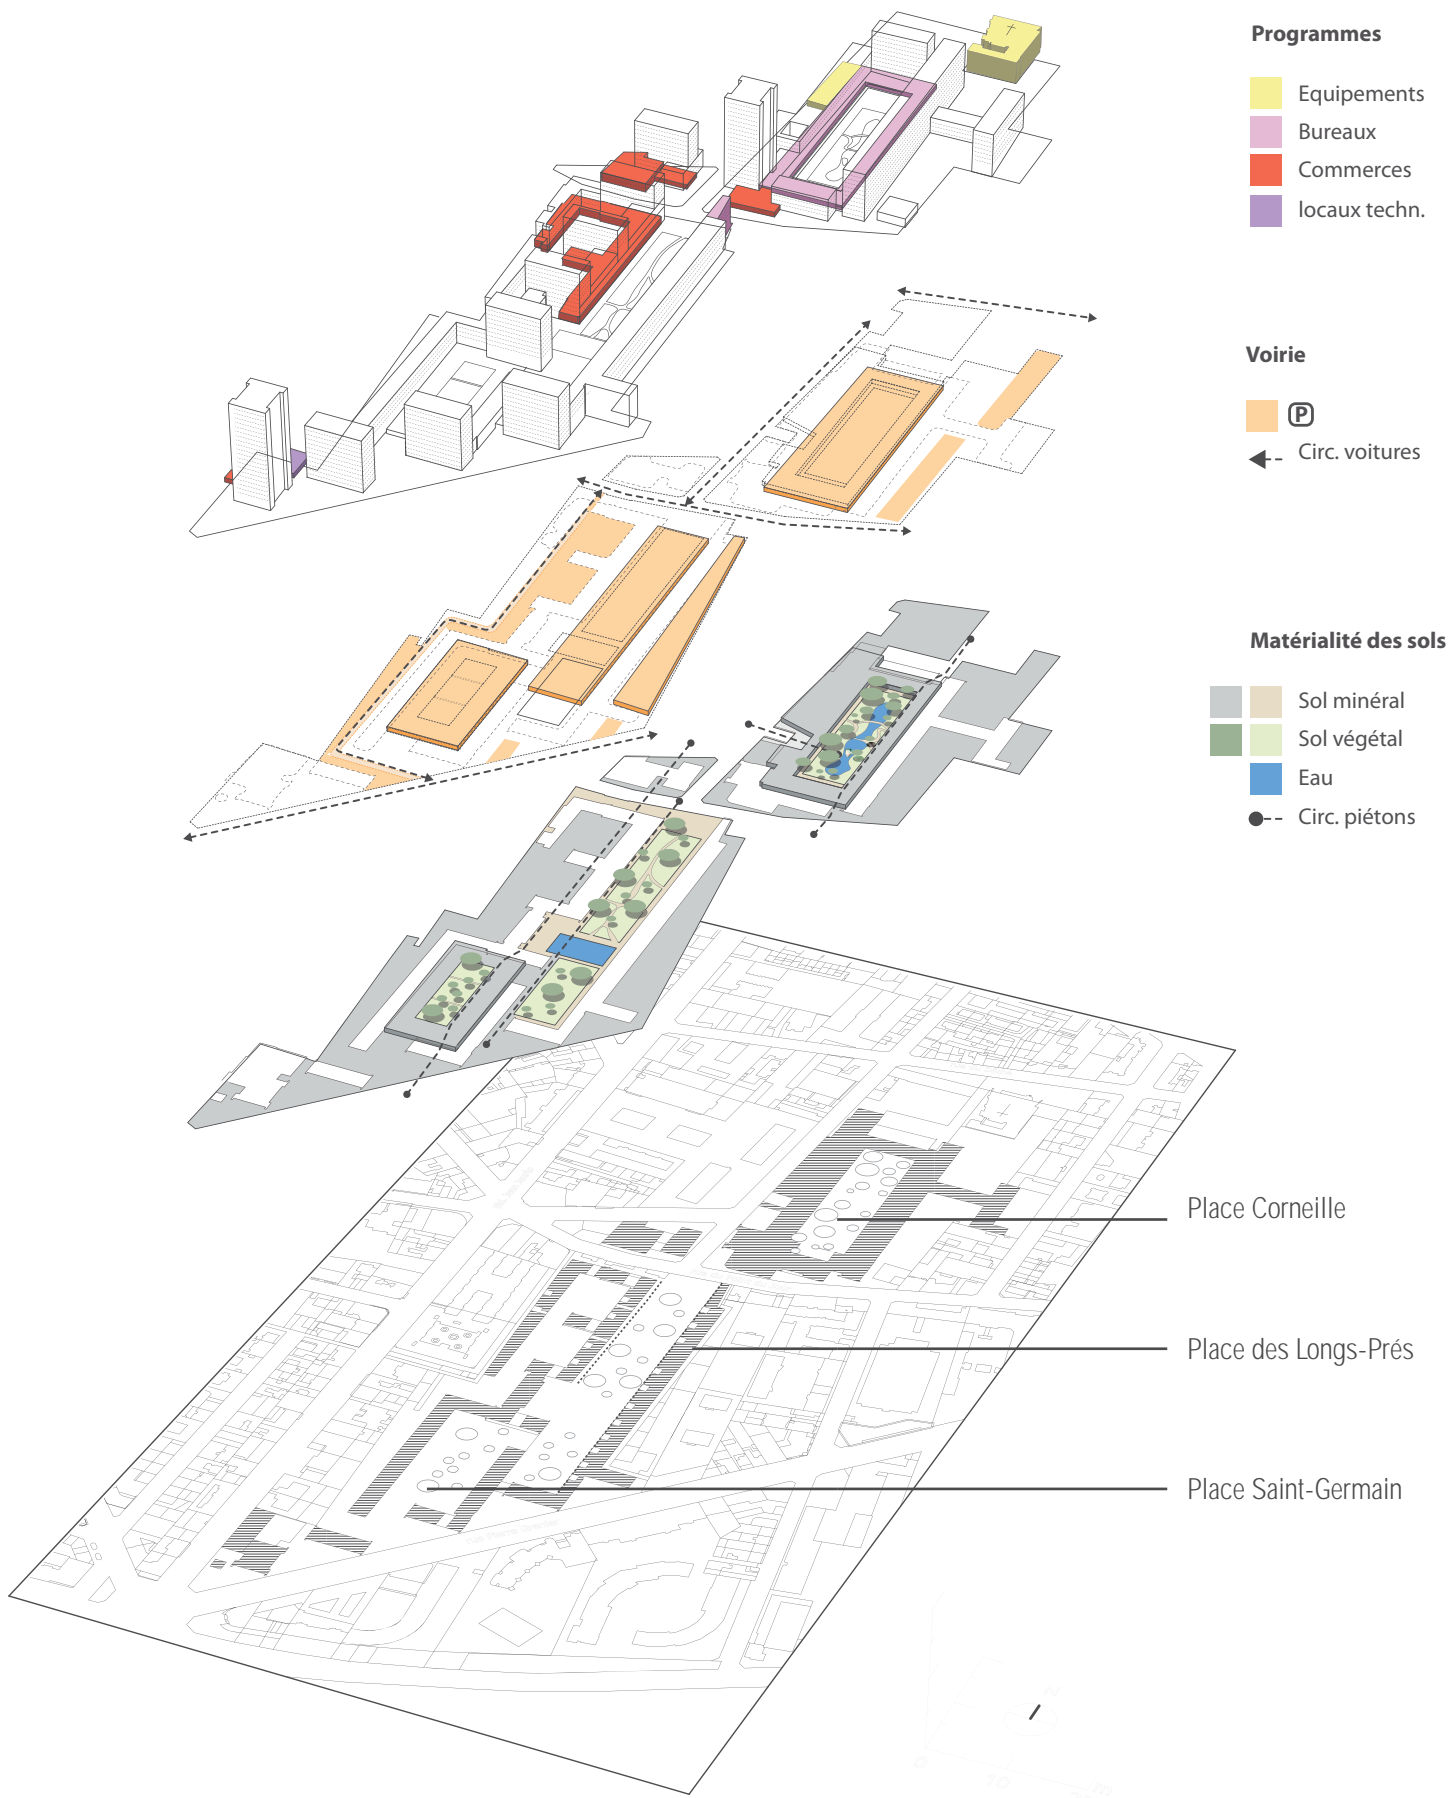 Programmes
Equipements
Bureaux
Commerces
locaux techn.
Voirie
P
Circ. voitures
Matérialité des sols
Sol minéral
Sol végétal
Eau
Circ. piétons
Place Corneille
Place des Longs-Prés
Place Saint-Germain